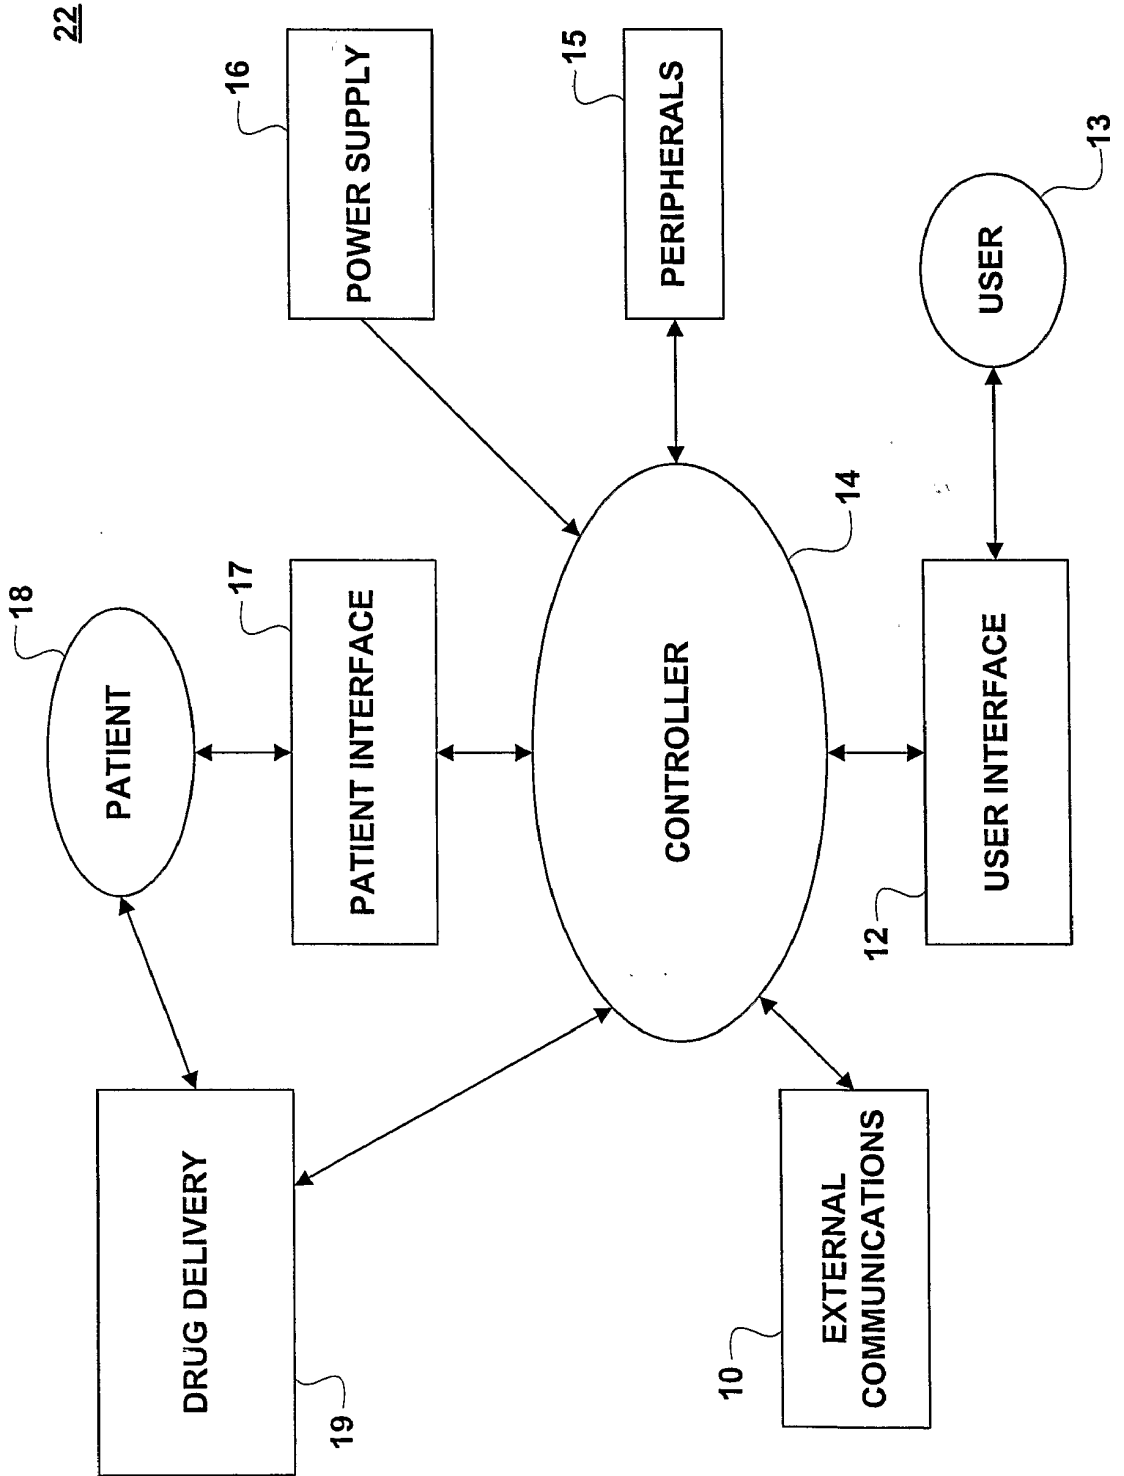 22
18
PATIENT
DRUG DELIVERY
19
17
PATIENT INTERFACE
16
POWER SUPPLY
CONTROLLER
14
15
PERIPHERALS
10
EXTERNAL
COMMUNICATIONS
12
USER INTERFACE
USER
13